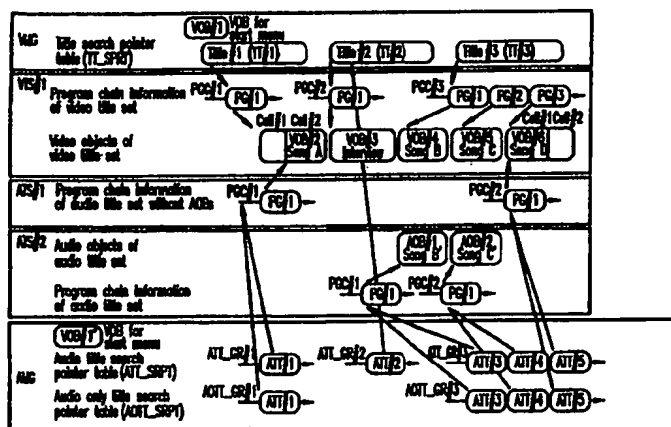 VOB#1 VOB for
start menu
VMG Title search pointer
table (TT_SRPT)
Title #1 (TT#1) Title #2 (TT#2) Title #3 (TT#3)
VTS#1 Program chain information
of video title set
PGC#1 PG#1 PGC#2 PG#1 PGC#3 PG#1 PG#2 PG#3
Video objects of
video title set
Cell#1 Cell#2 Cell#1 Cell#2
VOB#2 VOB#3 VOB#4 VOB#5 VOB#6
Song A Interview Song B Song C Song D
ATS#1 Program chain information
of audio title set without AOBs
PGC#1 PG#1 PGC#2 PG#1
ATS#2 Audio objects of
audio title set
AOB#1 AOB#2
Song B' Song C'
Program chain information
of audio title set
PGC#1 PG#1 PGC#2 PG#1
VOB#1' VOB for
start menu
AMG Audio title search
pointer table (ATT_SRPT)
ATT_GR#1 ATT#1 ATT_GR#2 ATT#2 ATT_GR#3 ATT#3 ATT#4 ATT#5
Audio only title search
pointer table (AOTT_SRPT)
AOTT_GR#1 ATT#1 AOTT_GR#3 ATT#3 ATT#4 ATT#5